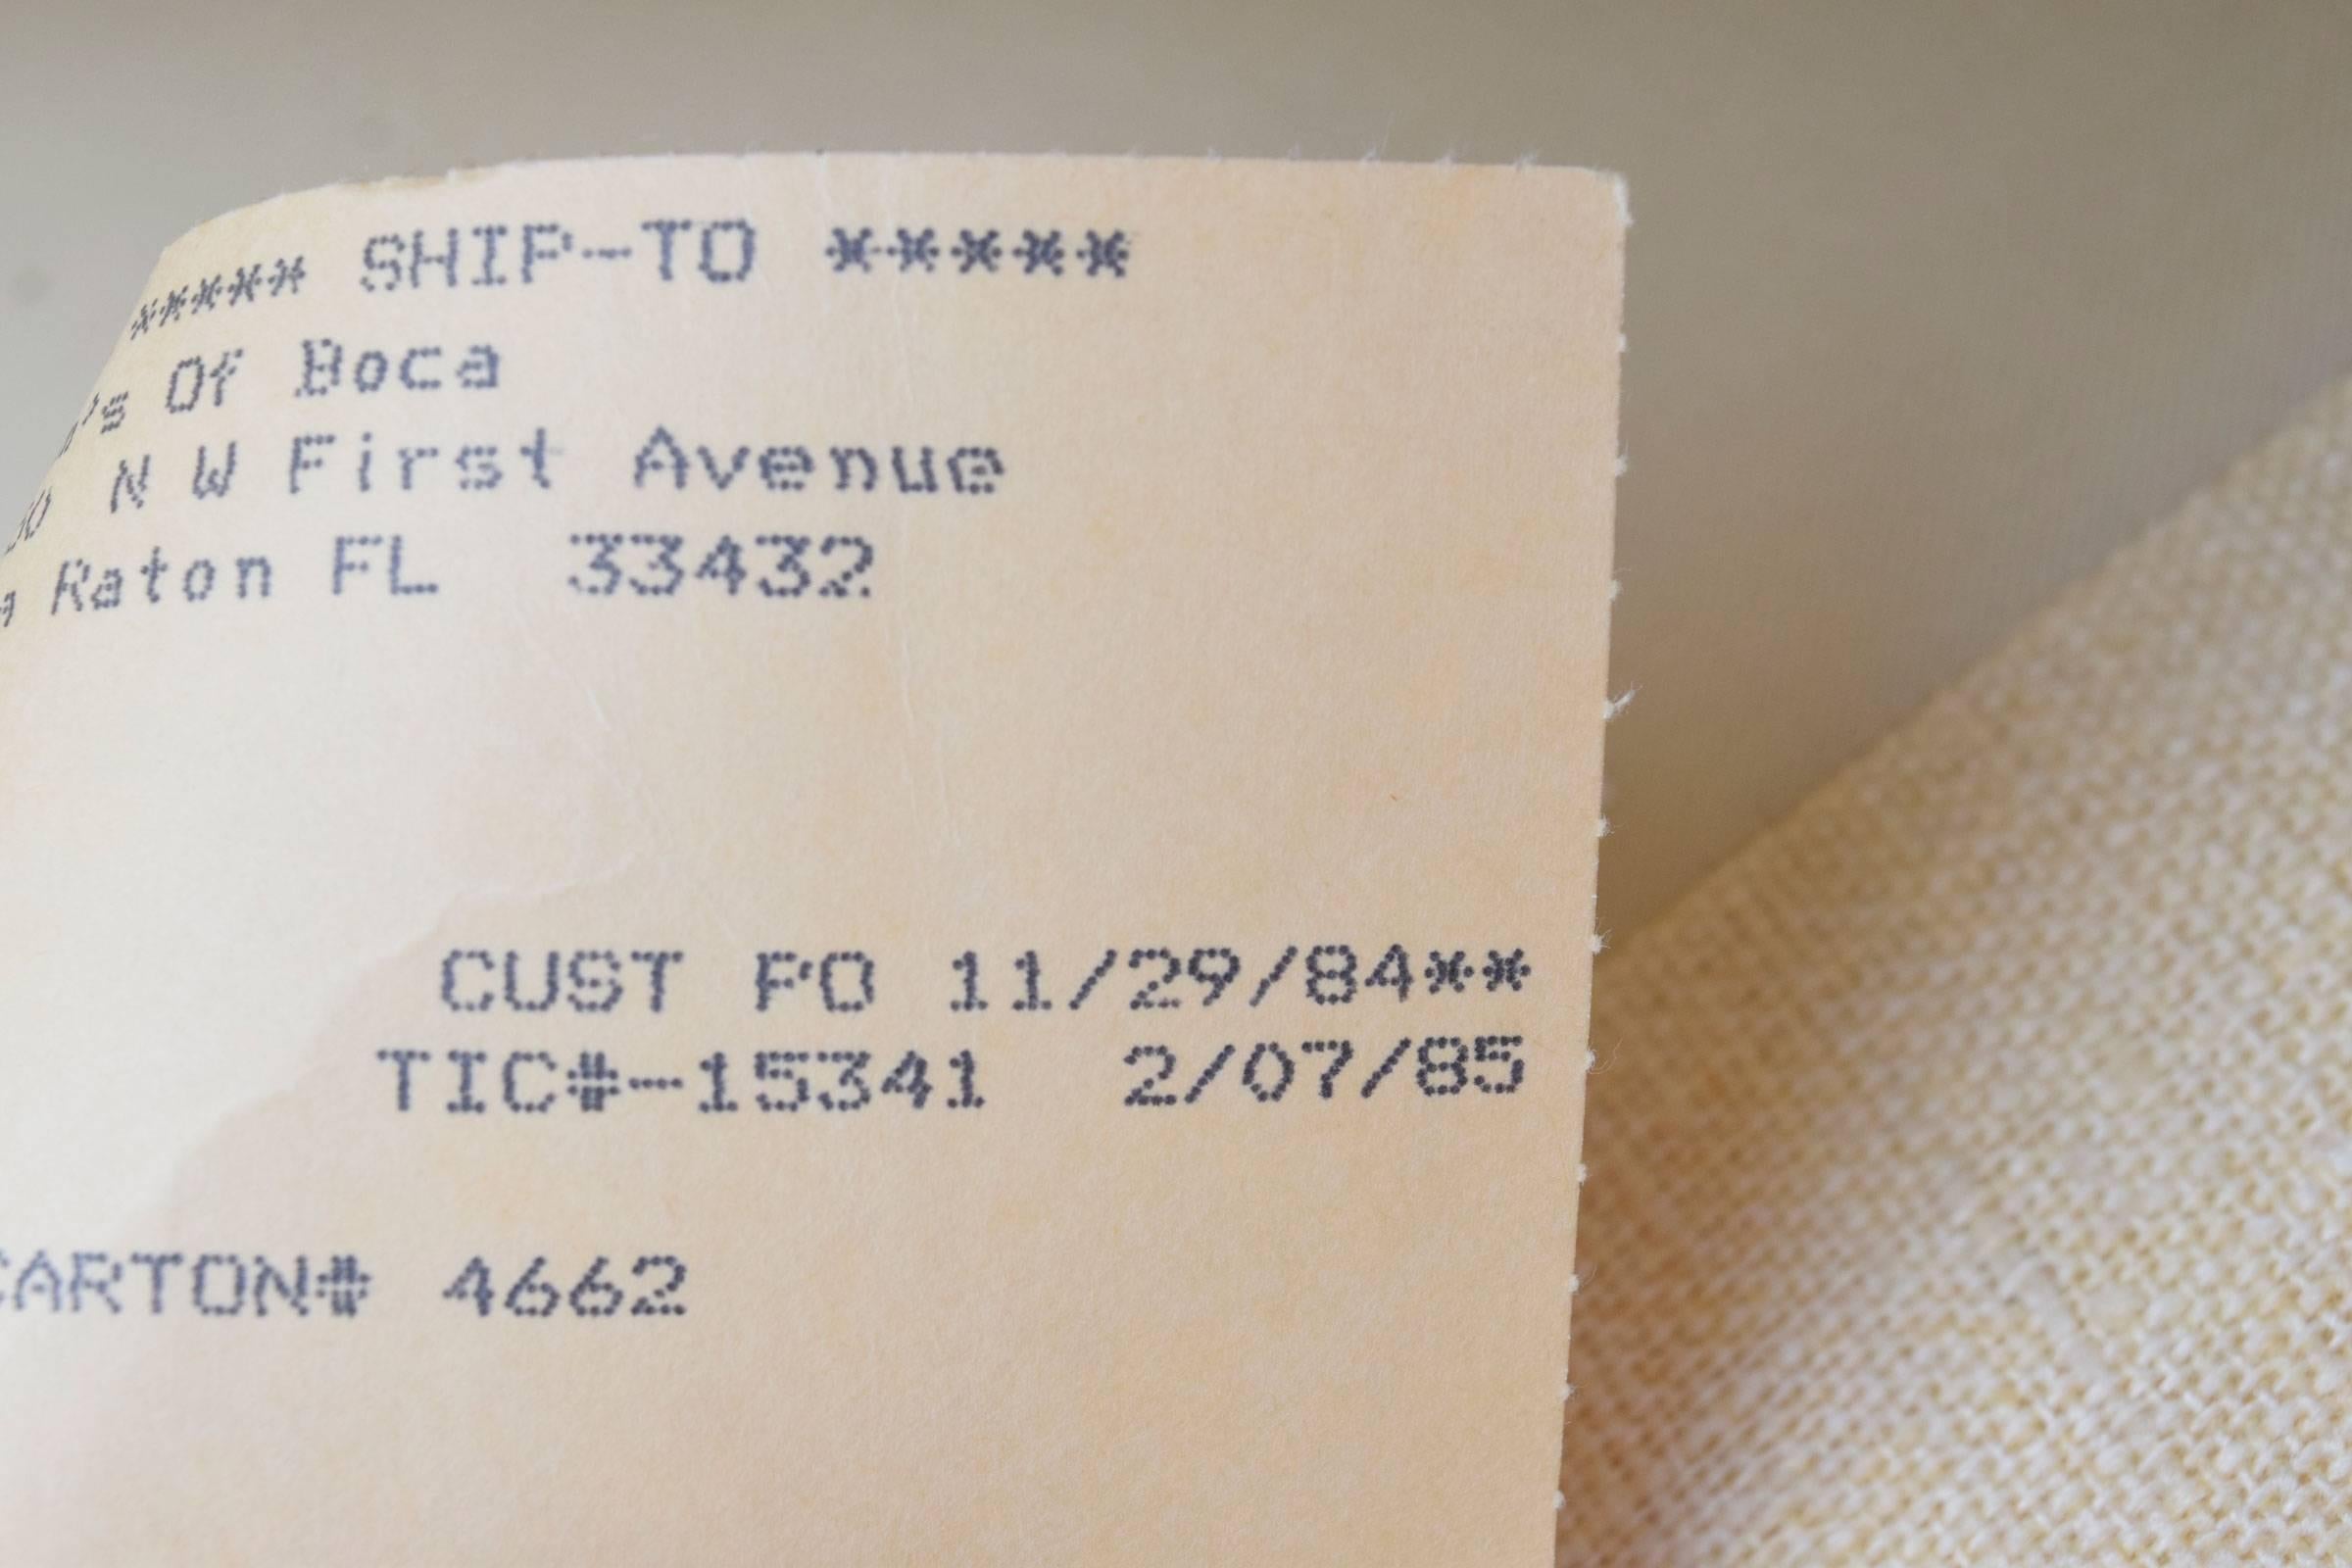 ***** SHIP-TO *****
's Of Boca
N W First Avenue
Raton FL 33432
CUST PO 11/29/84**
TIC#-15341 2/07/85
CARTON# 4662